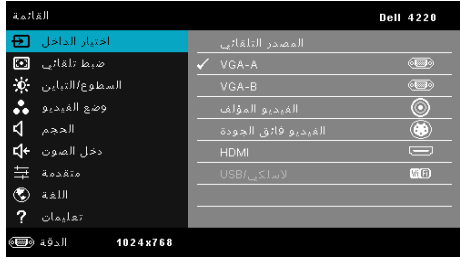 القائمة
Dell 4220
اختيار الداخل
ضبط تلقائي
السطوع/التباين
وضع الفيديو
الحجم
دخل الصوت
متقدمة
اللغة
تعليمات
المصدر التلقائي
VGA-A
VGA-B
الفيديو المؤلف
الفيديو فائق الجودة
HDMI
لاسلكي/USB
WiFi
الدقة 1024x768